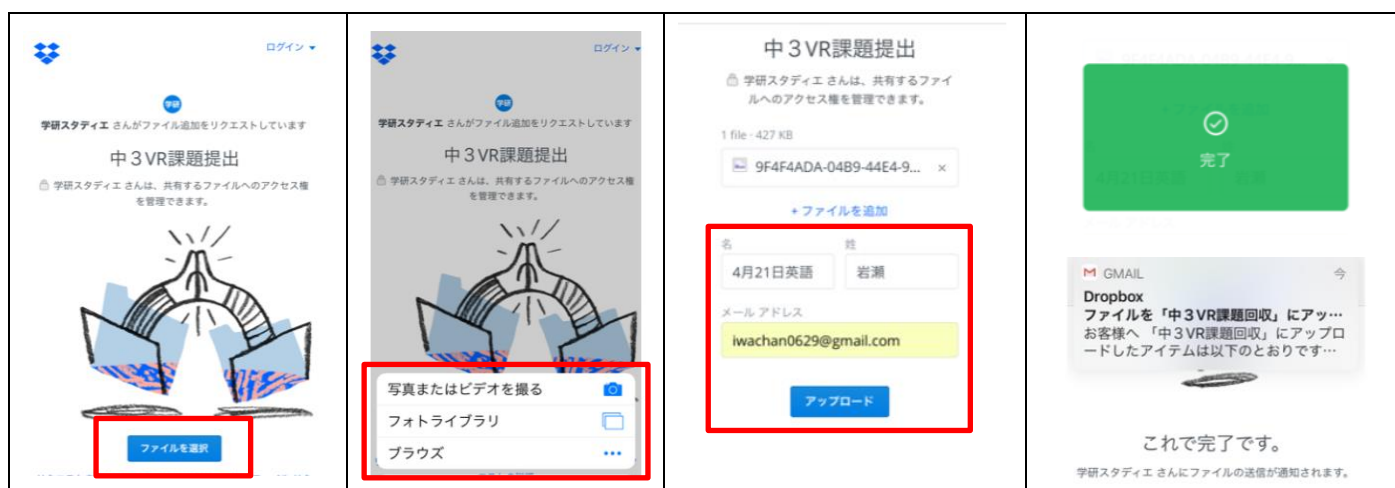 ログイン
学研
学研スタディエ さんがファイル追加をリクエストしています
中3VR課題提出
学研スタディエ さんは、共有するファイルへのアクセス権
を管理できます。
ファイルを選択
ログイン
学研
学研スタディエ さんがファイル追加をリクエストしています
中3VR課題提出
学研スタディエ さんは、共有するファイルへのアクセス権
を管理できます。
写真またはビデオを撮る
フォトライブラリ
ブラウズ
中3VR課題提出
学研スタディエ さんは、共有するファイ
ルへのアクセス権を管理できます。
1 file · 427 KB
9F4F4ADA-04B9-44E4-9... ×
+ ファイルを追加
名 姓
4月21日英語 岩瀬
メール アドレス
iwachan0629@gmail.com
アップロード
完了
4月21日英語 岩瀬
GMAIL 今
Dropbox
ファイルを「中3VR課題回収」にアッ…
お客様へ 「中3VR課題回収」にアップロ
ードしたアイテムは以下のとおりです…
これで完了です。
学研スタディエ さんにファイルの送信が通知されます。